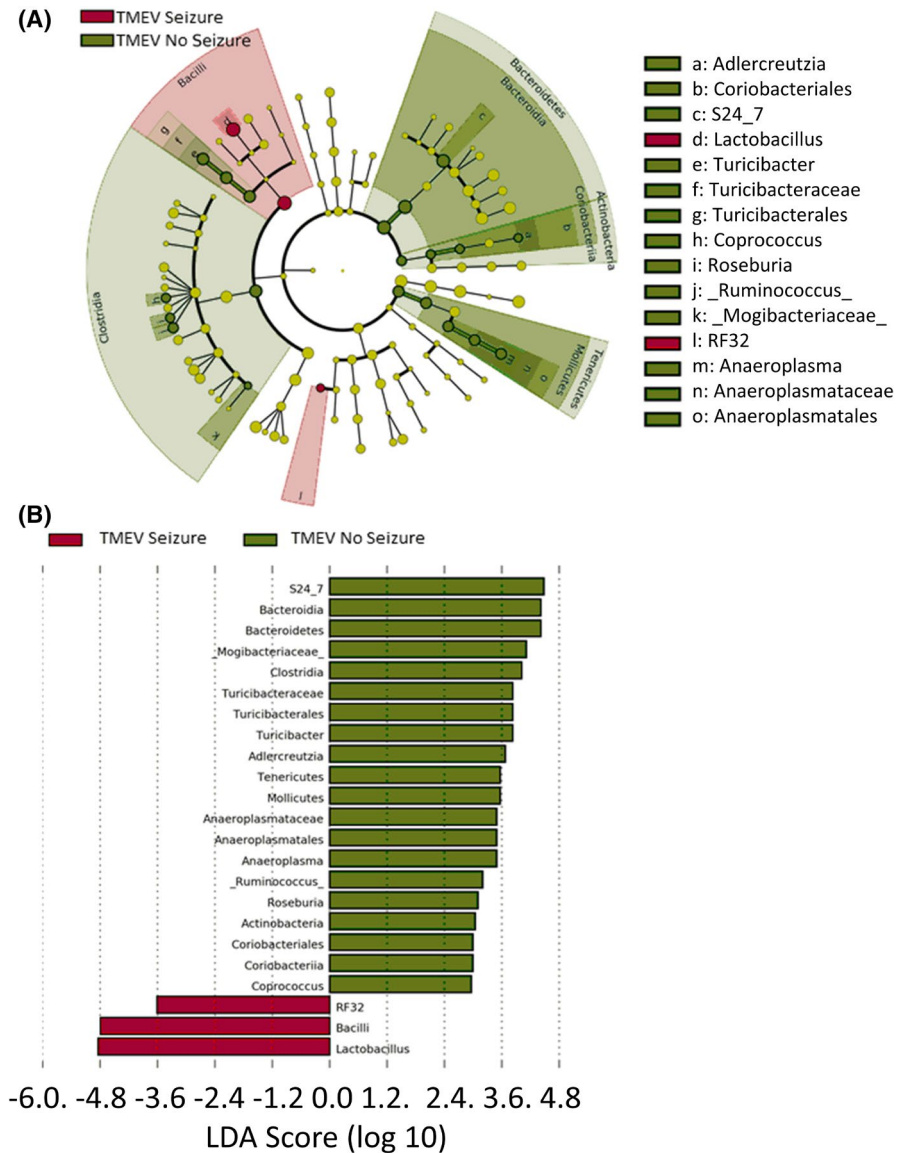 (A)
TMEV Seizure
TMEV No Seizure
Bacilli
Bacteroidetes
Bacteroidia
Actinobacteria
Coriobacteriia
Clostridia
Tenericutes
Mollicutes
g
f
e
d
c
a
b
h
k
l
m
n
o
a: Adlercreutzia
b: Coriobacteriales
c: S24_7
d: Lactobacillus
e: Turicibacter
f: Turicibacteraceae
g: Turicibacterales
h: Coprococcus
i: Roseburia
j: _Ruminococcus_
k: _Mogibacteriaceae_
l: RF32
m: Anaeroplasma
n: Anaeroplasmataceae
o: Anaeroplasmatales
(B)
TMEV Seizure
TMEV No Seizure
S24_7
Bacteroidia
Bacteroidetes
_Mogibacteriaceae_
Clostridia
Turicibacteraceae
Turicibacterales
Turicibacter
Adlercreutzia
Tenericutes
Mollicutes
Anaeroplasmataceae
Anaeroplasmatales
Anaeroplasma
_Ruminococcus_
Roseburia
Actinobacteria
Coriobacteriales
Coriobacteriia
Coprococcus
RF32
Bacilli
Lactobacillus
-6.0. -4.8 -3.6 -2.4 -1.2 0.0 1.2. 2.4. 3.6. 4.8
LDA Score (log 10)